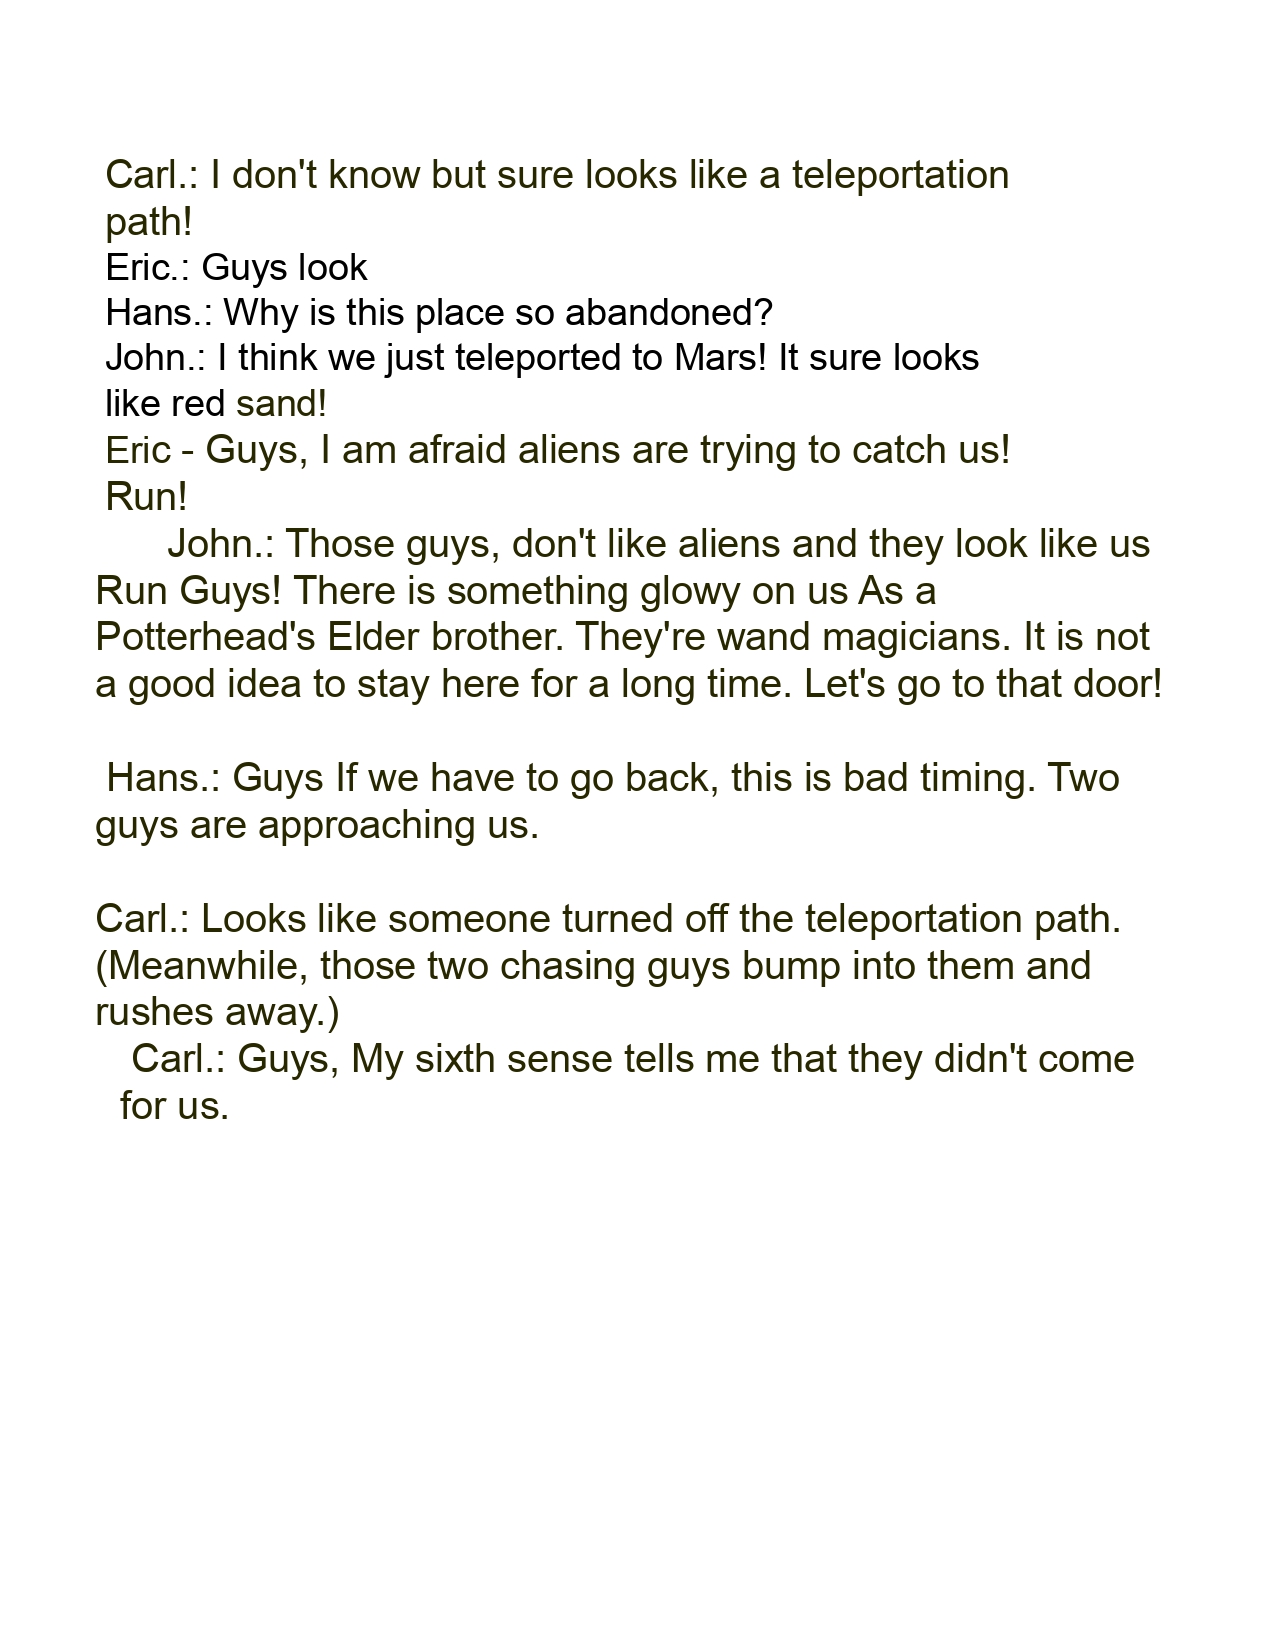 Carl.: I don't know but sure looks like a teleportation
path!
Eric.: Guys look
Hans.: Why is this place so abandoned?
John.: I think we just teleported to Mars! It sure looks
like red sand!
Eric - Guys, I am afraid aliens are trying to catch us!
Run!
John.: Those guys, don't like aliens and they look like us
Run Guys! There is something glowy on us As a
Potterhead's Elder brother. They're wand magicians. It is not
a good idea to stay here for a long time. Let's go to that door!
Hans.: Guys If we have to go back, this is bad timing. Two
guys are approaching us.
Carl.: Looks like someone turned off the teleportation path.
(Meanwhile, those two chasing guys bump into them and
rushes away.)
Carl.: Guys, My sixth sense tells me that they didn't come
for us.